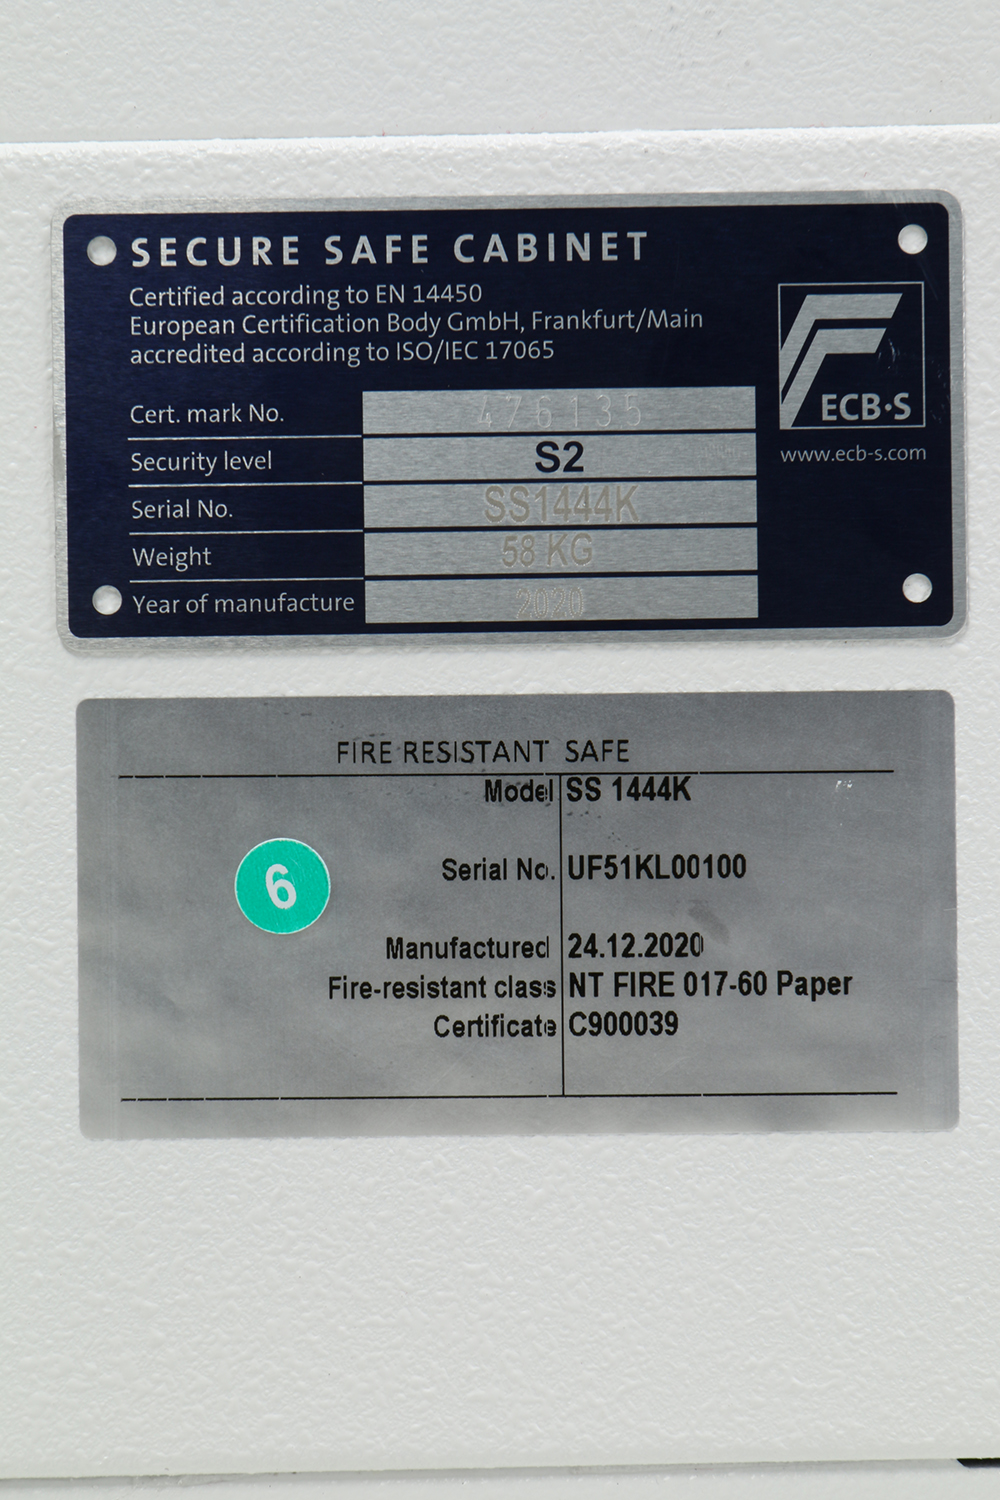 SECURE SAFE CABINET
Certified according to EN 14450
European Certification Body GmbH, Frankfurt/Main
accredited according to ISO/IEC 17065
ECB·S
www.ecb-s.com
Cert. mark No. 476135
Security level S2
Serial No. SS1444K
Weight 58 KG
Year of manufacture 2020
FIRE RESISTANT SAFE
Model SS 1444K
6
Serial No. UF51KL00100
Manufactured 24.12.2020
Fire-resistant class NT FIRE 017-60 Paper
Certificate C900039